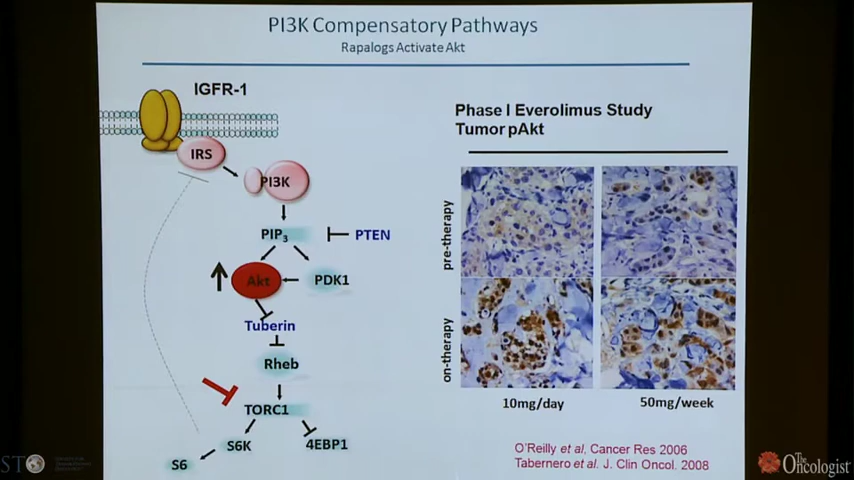 PI3K Compensatory Pathways
Rapalogs Activate Akt
IGFR-1
IRS
PI3K
PIP3
PTEN
Akt
PDK1
Tuberin
Rheb
TORC1
S6K
4EBP1
S6
Phase I Everolimus Study
Tumor pAkt
pre-therapy
on-therapy
10mg/day
50mg/week
O'Reilly et al, Cancer Res 2006
Tabernero et al. J. Clin Oncol. 2008
ST
The
Oncologist